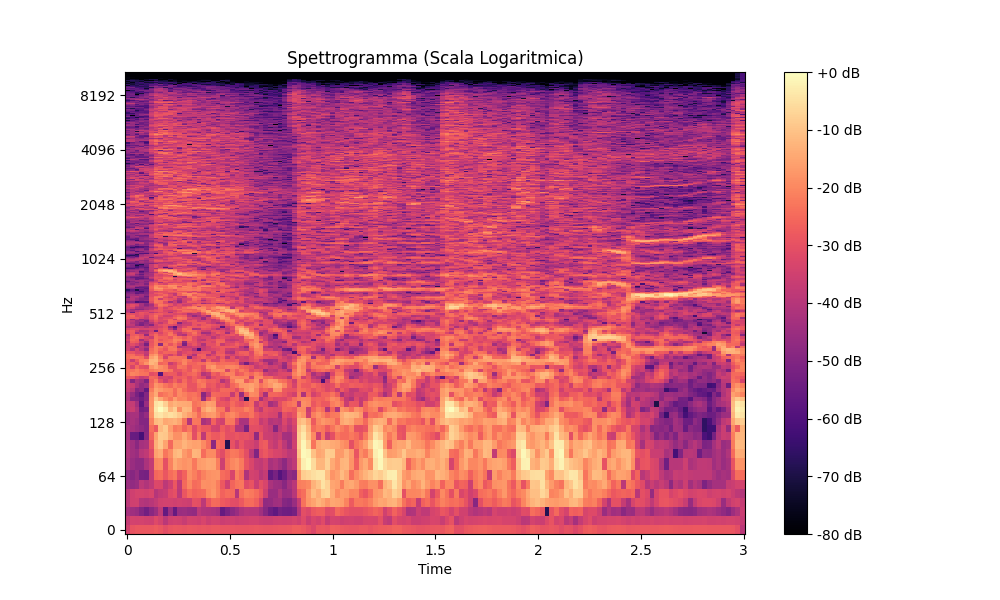 Spettrogramma (Scala Logaritmica)
8192
4096
2048
1024
512
256
128
64
0
Hz
0
0.5
1
1.5
2
2.5
3
Time
+0 dB
-10 dB
-20 dB
-30 dB
-40 dB
-50 dB
-60 dB
-70 dB
-80 dB